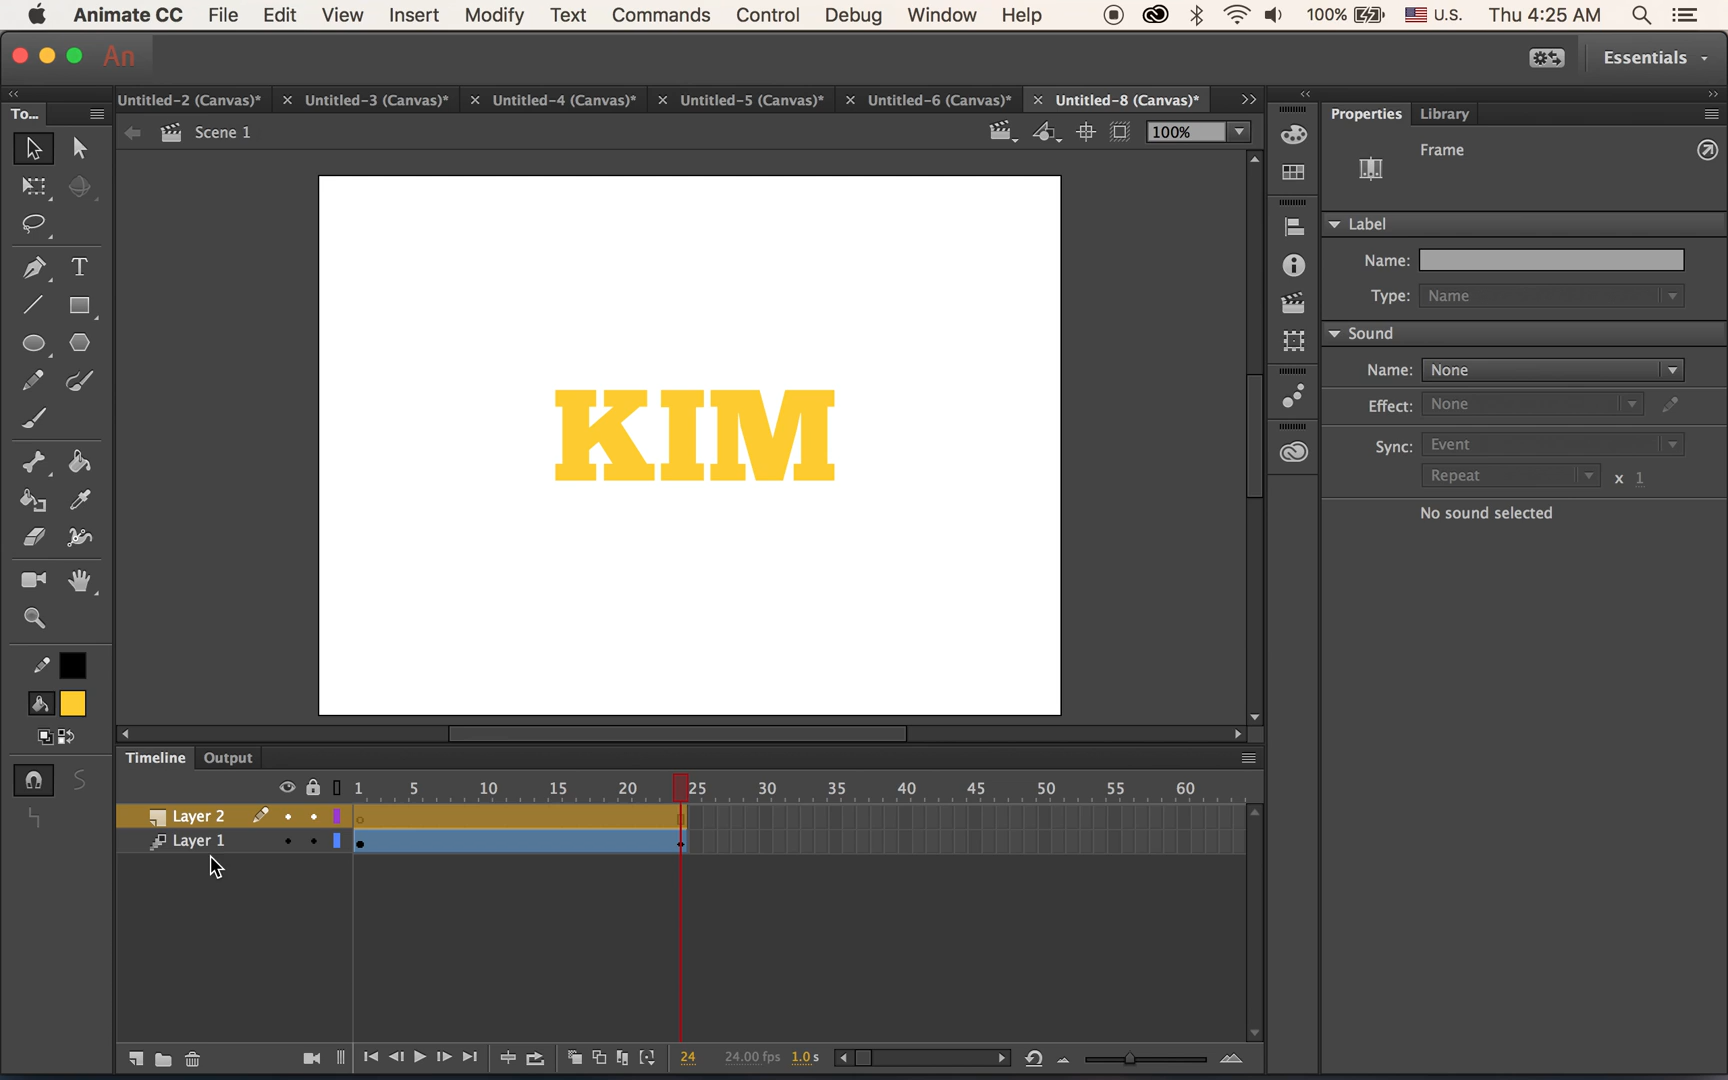 Animate CC File Edit View Insert Modify Text Commands Control Debug Window Help 100% U.S. Thu 4:25 AM
An Essentials
To... Untitled-2 (Canvas)* × Untitled-3 (Canvas)* × Untitled-4 (Canvas)* × Untitled-5 (Canvas)* × Untitled-6 (Canvas)* × Untitled-8 (Canvas)* Properties Library
Scene 1 100%
Frame
Label
Name:
Type: Name
Sound
Name: None
Effect: None
Sync: Event
Repeat x 1
No sound selected
KIM
T
Timeline Output
1 5 10 15 20 25 30 35 40 45 50 55 60
Layer 2
Layer 1
24 24.00 fps 1.0 s